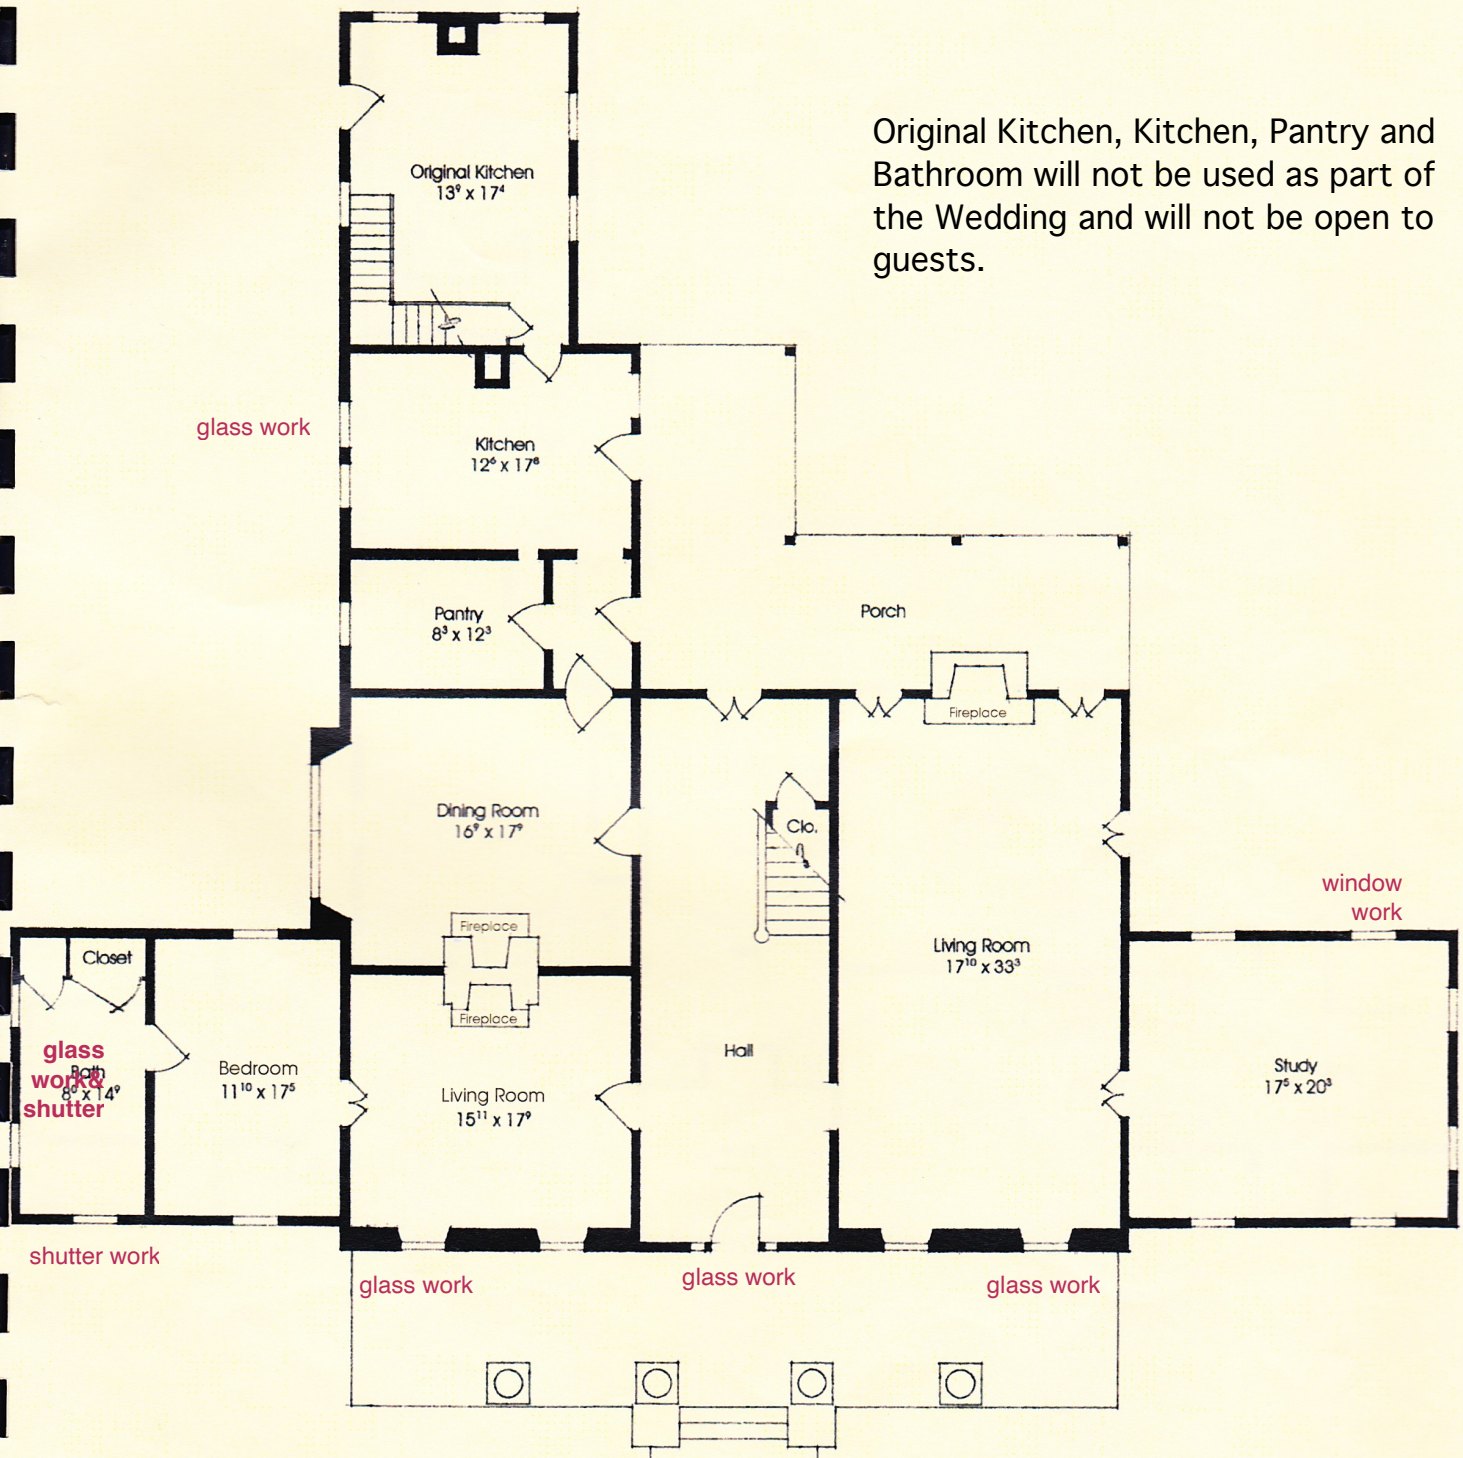 Original Kitchen
13⁹ x 17⁴
Original Kitchen, Kitchen, Pantry and
Bathroom will not be used as part of
the Wedding and will not be open to
guests.
glass work
Kitchen
12⁶ x 17⁸
Pantry
8³ x 12³
Porch
Fireplace
Dining Room
16⁹ x 17⁹
Clo.
window
work
Fireplace
Living Room
17¹⁰ x 33³
Closet
Fireplace
Hall
glass
work&
shutter
Bath
8⁰ x 14⁹
Bedroom
11¹⁰ x 17⁵
Living Room
15¹¹ x 17⁹
Study
17⁵ x 20³
shutter work
glass work
glass work
glass work